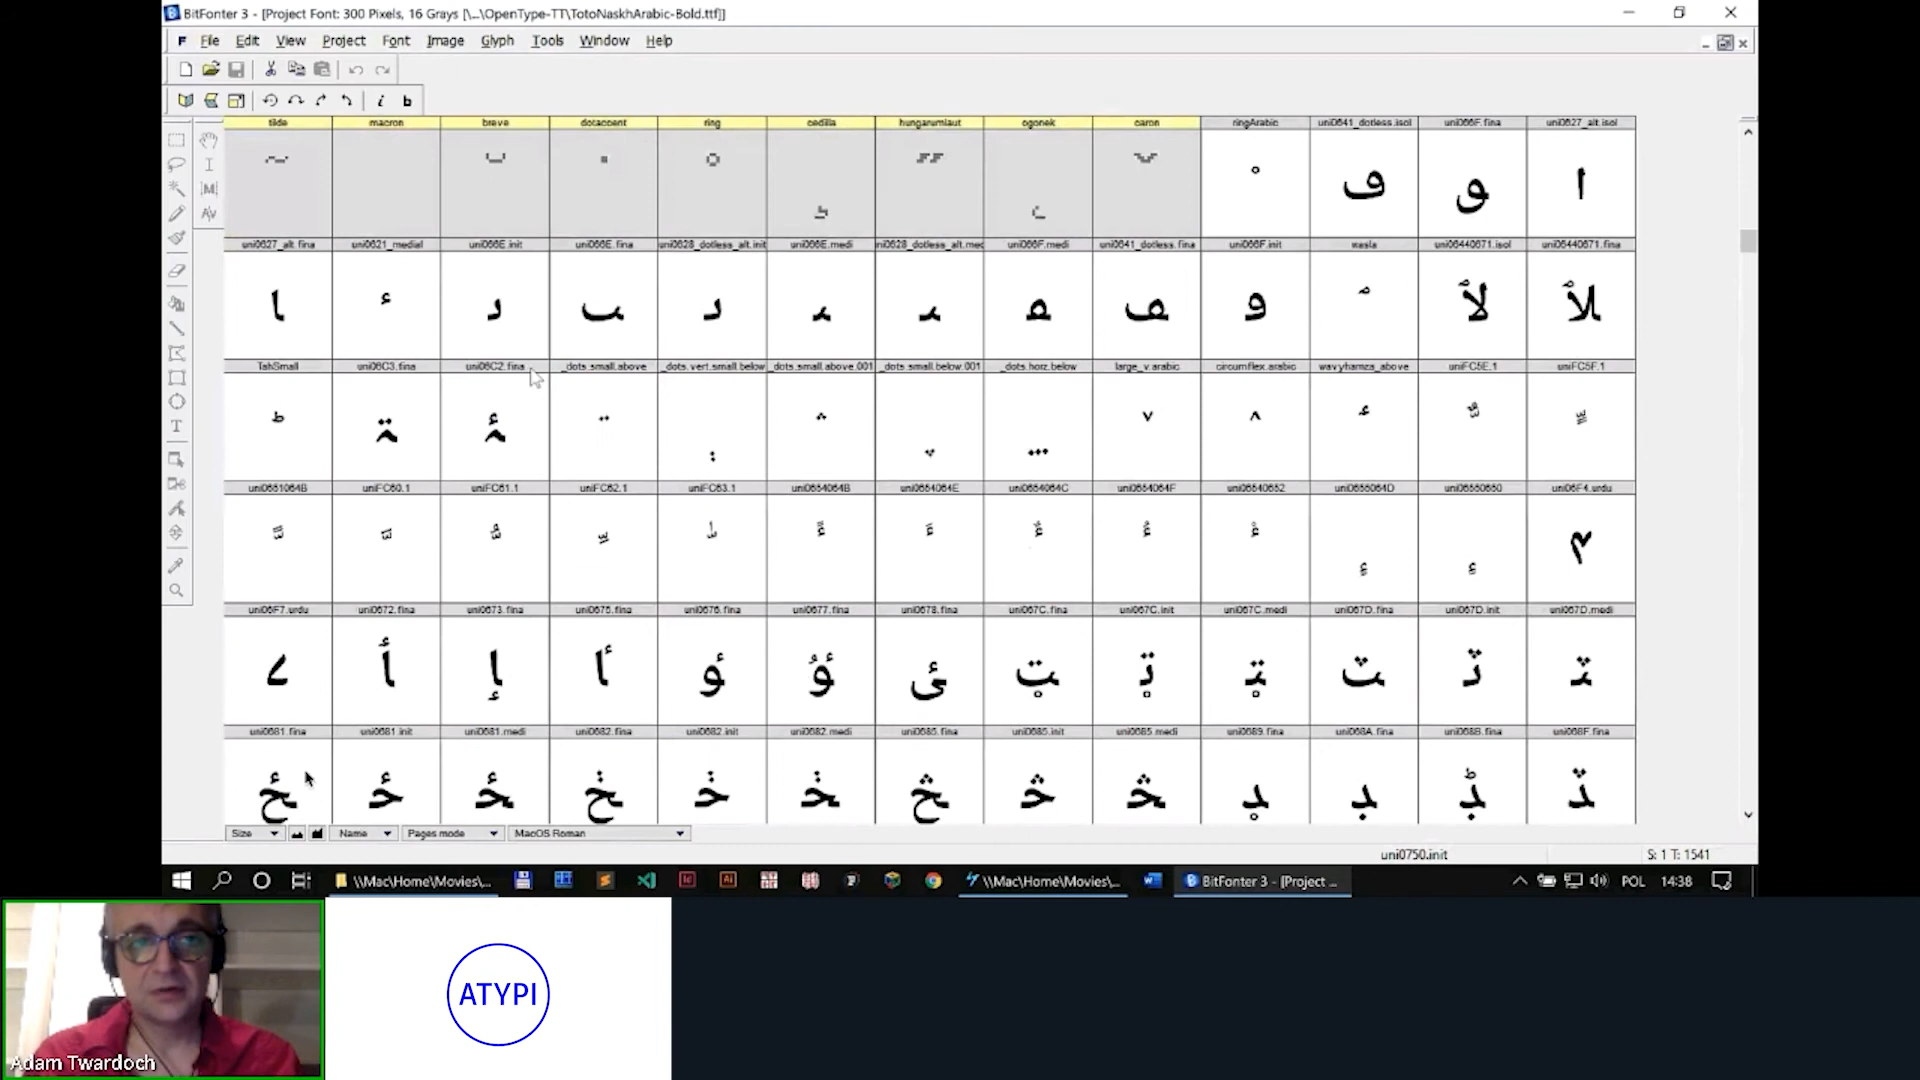 BitFonter 3 - [Project Font: 300 Pixels, 16 Grays [\...\OpenType-TT\TotoNaskhArabic-Bold.ttf]]
F File Edit View Project Font Image Glyph Tools Window Help
i b
tilde macron breve dotaccent ring cedilla hungarumlaut ogonek caron ringArabic uni0641_dotless.isol uni066F.fina uni0627_alt.isol
uni0627_alt.fina uni0621_medial uni066E.init uni066E.fina uni0628_dotless_alt.init uni066E.medi ni0628_dotless_alt.med uni066F.medi uni0641_dotless.fina uni066F.init wasla uni06440671.isol uni06440671.fina
TahSmall uni06C3.fina uni06C2.fina _dots.small.above _dots.vert.small.below _dots.small.above.001 _dots.small.below.001 _dots.horz.below large_v.arabic circumflex.arabic wavyhamza_above uniFC5E.1 uniFC5F.1
uni0651064B uniFC60.1 uniFC61.1 uniFC62.1 uniFC63.1 uni0654064B uni0654064E uni0654064C uni0654064F uni06540652 uni0655064D uni06550650 uni06F4.urdu
uni06F7.urdu uni0672.fina uni0673.fina uni0675.fina uni0676.fina uni0677.fina uni0678.fina uni067C.fina uni067C.init uni067C.medi uni067D.fina uni067D.init uni067D.medi
uni0681.fina uni0681.init uni0681.medi uni0682.fina uni0682.init uni0682.medi uni0685.fina uni0685.init uni0685.medi uni0689.fina uni068A.fina uni068B.fina uni068F.fina
Size Name Pages mode MacOS Roman
uni0750.init S: 1 T: 1541
\\Mac\Home\Movies\... \\Mac\Home\Movies\... BitFonter 3 - [Project ... POL 14:38
ATYPI
Adam Twardoch